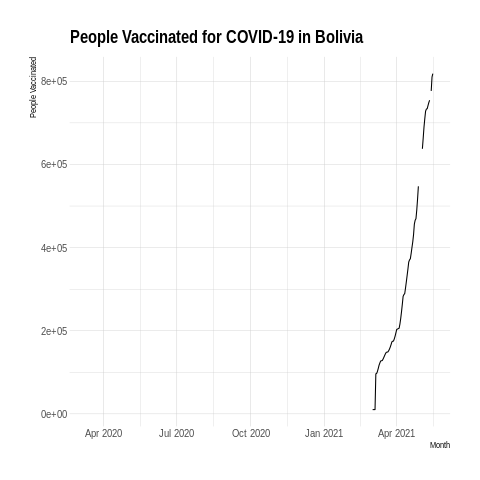 People Vaccinated for COVID-19 in Bolivia
People Vaccinated
8e+05
6e+05
4e+05
2e+05
0e+00
Apr 2020 Jul 2020 Oct 2020 Jan 2021 Apr 2021
Month